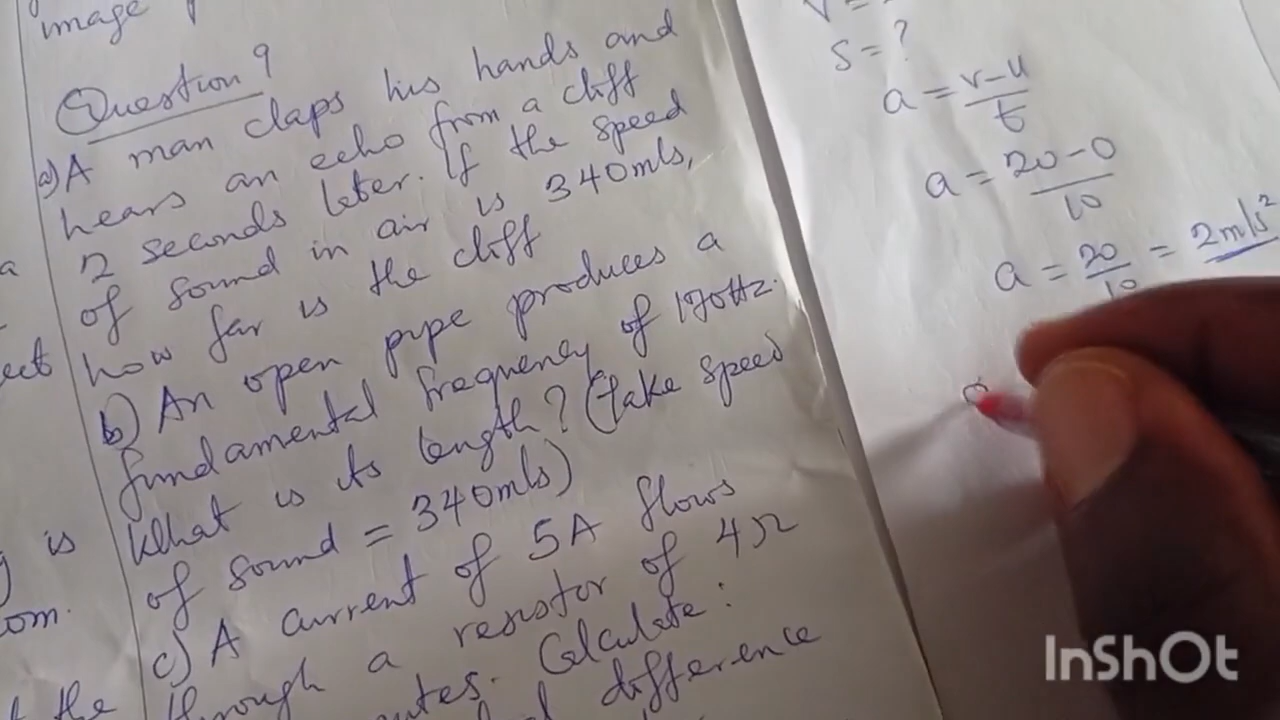 image
Question 9
a) A man claps his hands and
hears an echo from a cliff
2 seconds later. If the speed
of sound in air is 340m/s,
how far is the cliff
b) An open pipe produces a
fundamental frequency of 170Hz.
What is its length? (take speed
of sound = 340m/s)
c) A current of 5A flows
through a resistor of 4Ω
Calculate:
difference
a
is
om.
the
S = ?
a = v-u
t
a = 20-0
10
a = 20 = 2m/s²
10
InShOt